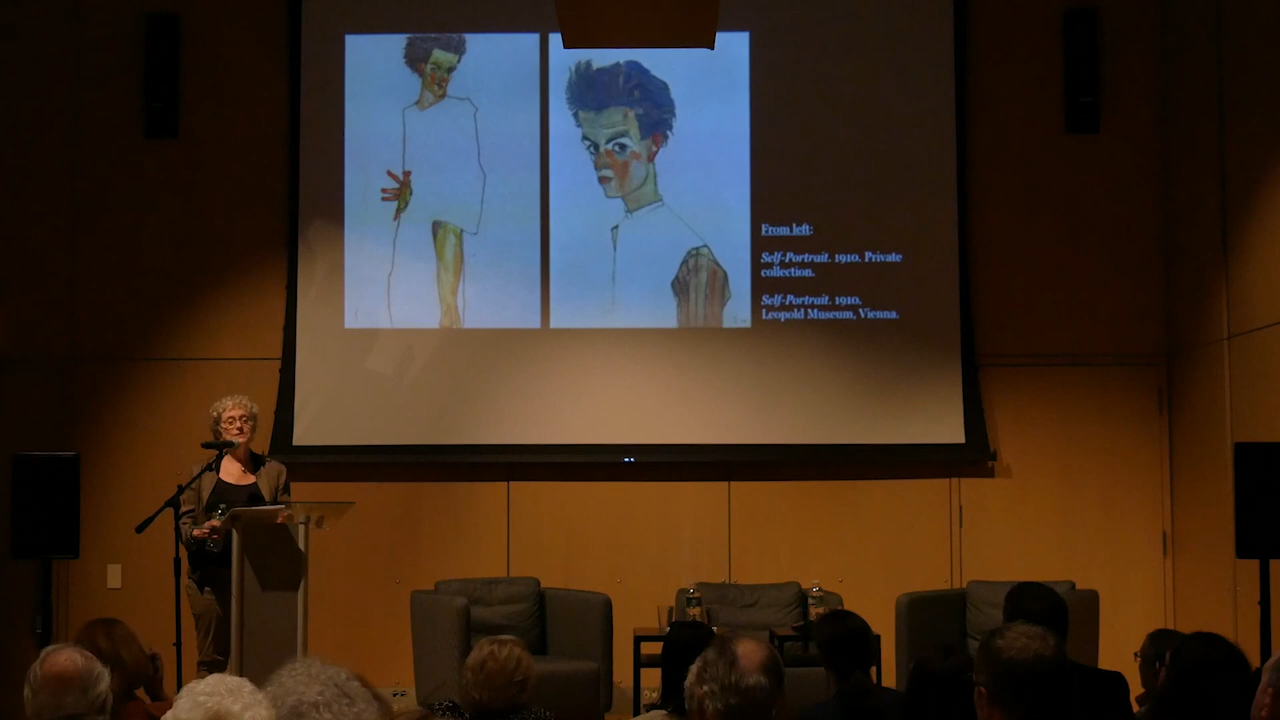 From left:
Self-Portrait. 1910. Private
collection.
Self-Portrait. 1910.
Leopold Museum, Vienna.